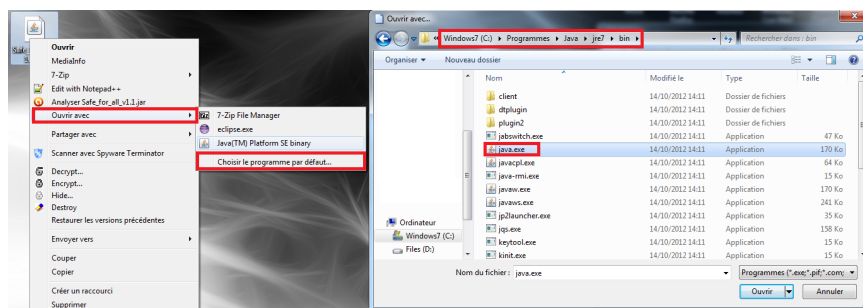 Ouvrir
MediaInfo
7-Zip
Edit with Notepad++
Analyser Safe_for_all_v1.1.jar
Ouvrir avec
Partager avec
Scanner avec Spyware Terminator
Decrypt...
Encrypt...
Hide...
Destroy
Restaurer les versions précédentes
Envoyer vers
Couper
Copier
Créer un raccourci
Supprimer
7-Zip File Manager
eclipse.exe
Java(TM) Platform SE binary
Choisir le programme par défaut...
Ouvrir avec...
« Windows7 (C:) ▸ Programmes ▸ Java ▸ jre7 ▸ bin ▸
Rechercher dans : bin
Organiser Nouveau dossier
Nom Modifié le Type Taille
client 14/10/2012 14:11 Dossier de fichiers
dtplugin 14/10/2012 14:11 Dossier de fichiers
plugin2 14/10/2012 14:11 Dossier de fichiers
jabswitch.exe 14/10/2012 14:11 Application 47 Ko
java.exe 14/10/2012 14:11 Application 170 Ko
javacpl.exe 14/10/2012 14:11 Application 64 Ko
java-rmi.exe 14/10/2012 14:11 Application 15 Ko
javaw.exe 14/10/2012 14:11 Application 170 Ko
javaws.exe 14/10/2012 14:11 Application 241 Ko
jp2launcher.exe 14/10/2012 14:11 Application 35 Ko
jqs.exe 14/10/2012 14:11 Application 158 Ko
keytool.exe 14/10/2012 14:11 Application 15 Ko
kinit.exe 14/10/2012 14:11 Application 15 Ko
Ordinateur
Windows7 (C:)
Files (D:)
Nom du fichier : java.exe
Programmes (*.exe;*.pif;*.com;
Ouvrir Annuler